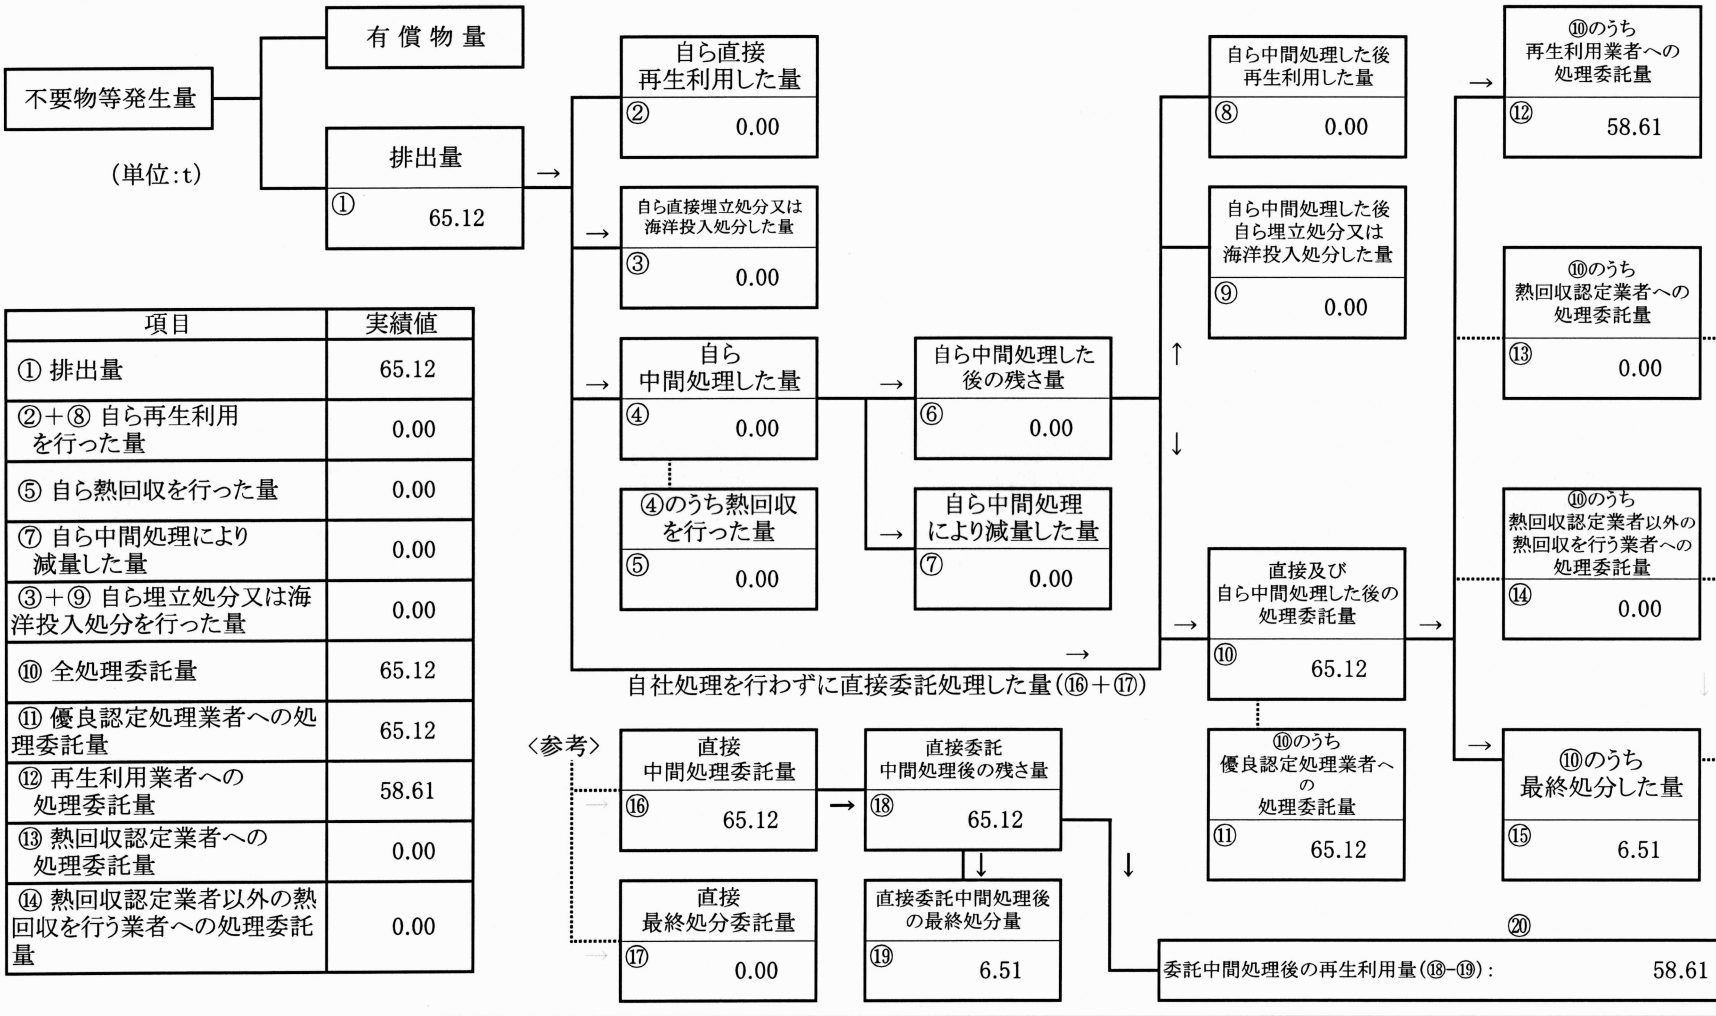 有償物量
不要物等発生量
(単位:t)
排出量
①
65.12
→
自ら直接
再生利用した量
②
0.00
自ら直接埋立処分又は
海洋投入処分した量
→
③
0.00
自ら
中間処理した量
→
④
0.00
④のうち熱回収
を行った量
⑤
0.00
→
自ら中間処理した
後の残さ量
⑥
0.00
自ら中間処理
により減量した量
→
⑦
0.00
自ら中間処理した後
再生利用した量
⑧
0.00
自ら中間処理した後
自ら埋立処分又は
海洋投入処分した量
⑨
0.00
↑
↓
→
自社処理を行わずに直接委託処理した量(⑯+⑰)
→
直接及び
自ら中間処理した後の
処理委託量
⑩
65.12
→
⑩のうち
優良認定処理業者へ
の
処理委託量
⑪
65.12
→
⑩のうち
再生利用業者への
処理委託量
⑫
58.61
⑩のうち
熱回収認定業者への
処理委託量
⑬
0.00
⑩のうち
熱回収認定業者以外の
熱回収を行う業者への
処理委託量
⑭
0.00
↓
→
⑩のうち
最終処分した量
⑮
6.51
項目 実績値
① 排出量 65.12
②+⑧ 自ら再生利用
を行った量 0.00
⑤ 自ら熱回収を行った量 0.00
⑦ 自ら中間処理により
減量した量 0.00
③+⑨ 自ら埋立処分又は海
洋投入処分を行った量 0.00
⑩ 全処理委託量 65.12
⑪ 優良認定処理業者への処
理委託量 65.12
⑫ 再生利用業者への
処理委託量 58.61
⑬ 熱回収認定業者への
処理委託量 0.00
⑭ 熱回収認定業者以外の熱
回収を行う業者への処理委託
量 0.00
<参考>
直接
中間処理委託量
→
⑯
65.12
→
直接委託
中間処理後の残さ量
⑱
65.12
↓
↓
直接
最終処分委託量
→
⑰
0.00
直接委託中間処理後
の最終処分量
⑲
6.51
⑳
委託中間処理後の再生利用量(⑱-⑲): 58.61